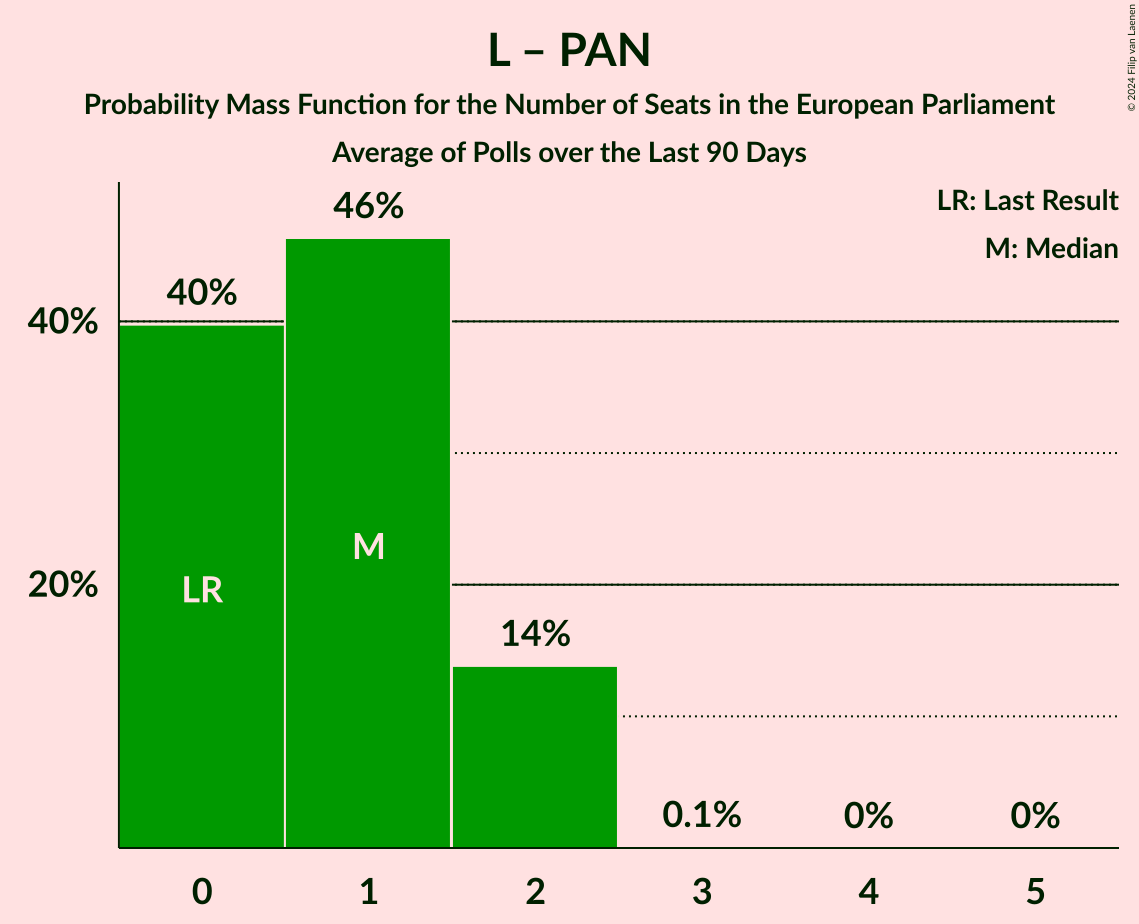 L – PAN
Probability Mass Function for the Number of Seats in the European Parliament
Average of Polls over the Last 90 Days
© 2024 Filip van Laenen
LR: Last Result
M: Median
46%
40%
40%
M
LR
20%
14%
0.1%
0%
0%
0
1
2
3
4
5